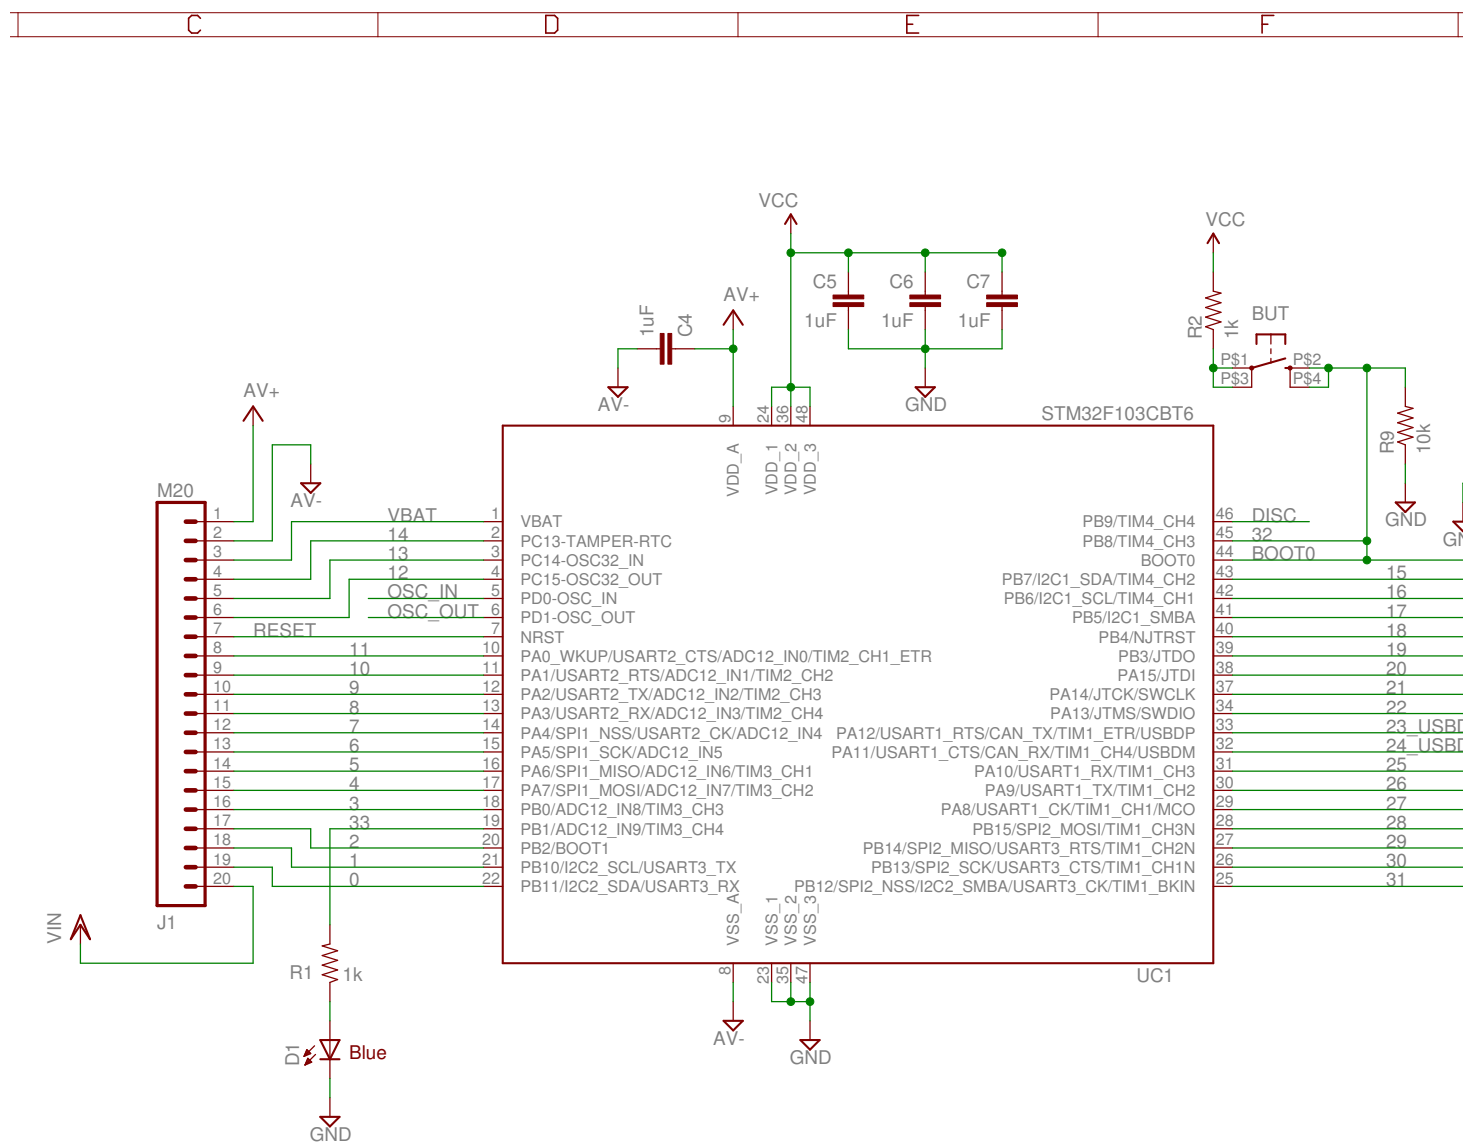 C D E F
VCC
VCC
C5 C6 C7
1uF 1uF 1uF
AV+
1uF
C4
AV-
GND
R2
1k
BUT
P$1 P$2
P$3 P$4
R9
10k
GND
AV+
AV-
STM32F103CBT6
9 24 36 48
VDD_A VDD_1 VDD_2 VDD_3
M20
1 VBAT 1 VBAT PB9/TIM4_CH4 46 DISC
2 14 2 PC13-TAMPER-RTC PB8/TIM4_CH3 45 32
3 13 3 PC14-OSC32_IN BOOT0 44 BOOT0
4 12 4 PC15-OSC32_OUT PB7/I2C1_SDA/TIM4_CH2 43 15
5 OSC_IN 5 PD0-OSC_IN PB6/I2C1_SCL/TIM4_CH1 42 16
6 OSC_OUT 6 PD1-OSC_OUT PB5/I2C1_SMBA 41 17
7 RESET 7 NRST PB4/NJTRST 40 18
8 11 10 PA0_WKUP/USART2_CTS/ADC12_IN0/TIM2_CH1_ETR PB3/JTDO 39 19
9 10 11 PA1/USART2_RTS/ADC12_IN1/TIM2_CH2 PA15/JTDI 38 20
10 9 12 PA2/USART2_TX/ADC12_IN2/TIM2_CH3 PA14/JTCK/SWCLK 37 21
11 8 13 PA3/USART2_RX/ADC12_IN3/TIM2_CH4 PA13/JTMS/SWDIO 34 22
12 7 14 PA4/SPI1_NSS/USART2_CK/ADC12_IN4 PA12/USART1_RTS/CAN_TX/TIM1_ETR/USBDP 33 23_USBD
13 6 15 PA5/SPI1_SCK/ADC12_IN5 PA11/USART1_CTS/CAN_RX/TIM1_CH4/USBDM 32 24_USBD
14 5 16 PA6/SPI1_MISO/ADC12_IN6/TIM3_CH1 PA10/USART1_RX/TIM1_CH3 31 25
15 4 17 PA7/SPI1_MOSI/ADC12_IN7/TIM3_CH2 PA9/USART1_TX/TIM1_CH2 30 26
16 3 18 PB0/ADC12_IN8/TIM3_CH3 PA8/USART1_CK/TIM1_CH1/MCO 29 27
17 33 19 PB1/ADC12_IN9/TIM3_CH4 PB15/SPI2_MOSI/TIM1_CH3N 28 28
18 2 20 PB2/BOOT1 PB14/SPI2_MISO/USART3_RTS/TIM1_CH2N 27 29
19 1 21 PB10/I2C2_SCL/USART3_TX PB13/SPI2_SCK/USART3_CTS/TIM1_CH1N 26 30
20 0 22 PB11/I2C2_SDA/USART3_RX PB12/SPI2_NSS/I2C2_SMBA/USART3_CK/TIM1_BKIN 25 31
J1
VIN
VSS_A VSS_1 VSS_2 VSS_3
8 23 35 47
UC1
R1 1k
AV-
GND
D1 Blue
GND